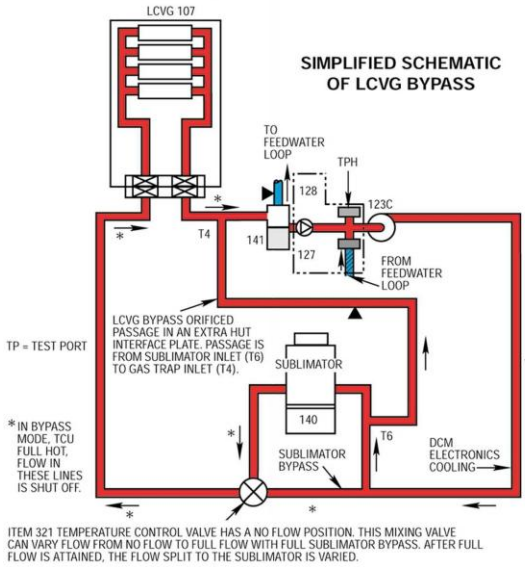 LCVG 107
SIMPLIFIED SCHEMATIC
OF LCVG BYPASS
TO
FEEDWATER
LOOP
TPH
128
123C
*
*
T4
141
127
FROM
FEEDWATER
LOOP
LCVG BYPASS ORIFICED
PASSAGE IN AN EXTRA HUT
INTERFACE PLATE. PASSAGE IS
FROM SUBLIMATOR INLET (T6)
TO GAS TRAP INLET (T4).
TP = TEST PORT
SUBLIMATOR
140
*IN BYPASS
MODE, TCU
FULL HOT,
FLOW IN
THESE LINES
IS SHUT OFF.
*
T6
SUBLIMATOR
BYPASS
DCM
ELECTRONICS
COOLING
*
*
ITEM 321 TEMPERATURE CONTROL VALVE HAS A NO FLOW POSITION. THIS MIXING VALVE
CAN VARY FLOW FROM NO FLOW TO FULL FLOW WITH FULL SUBLIMATOR BYPASS. AFTER FULL
FLOW IS ATTAINED, THE FLOW SPLIT TO THE SUBLIMATOR IS VARIED.